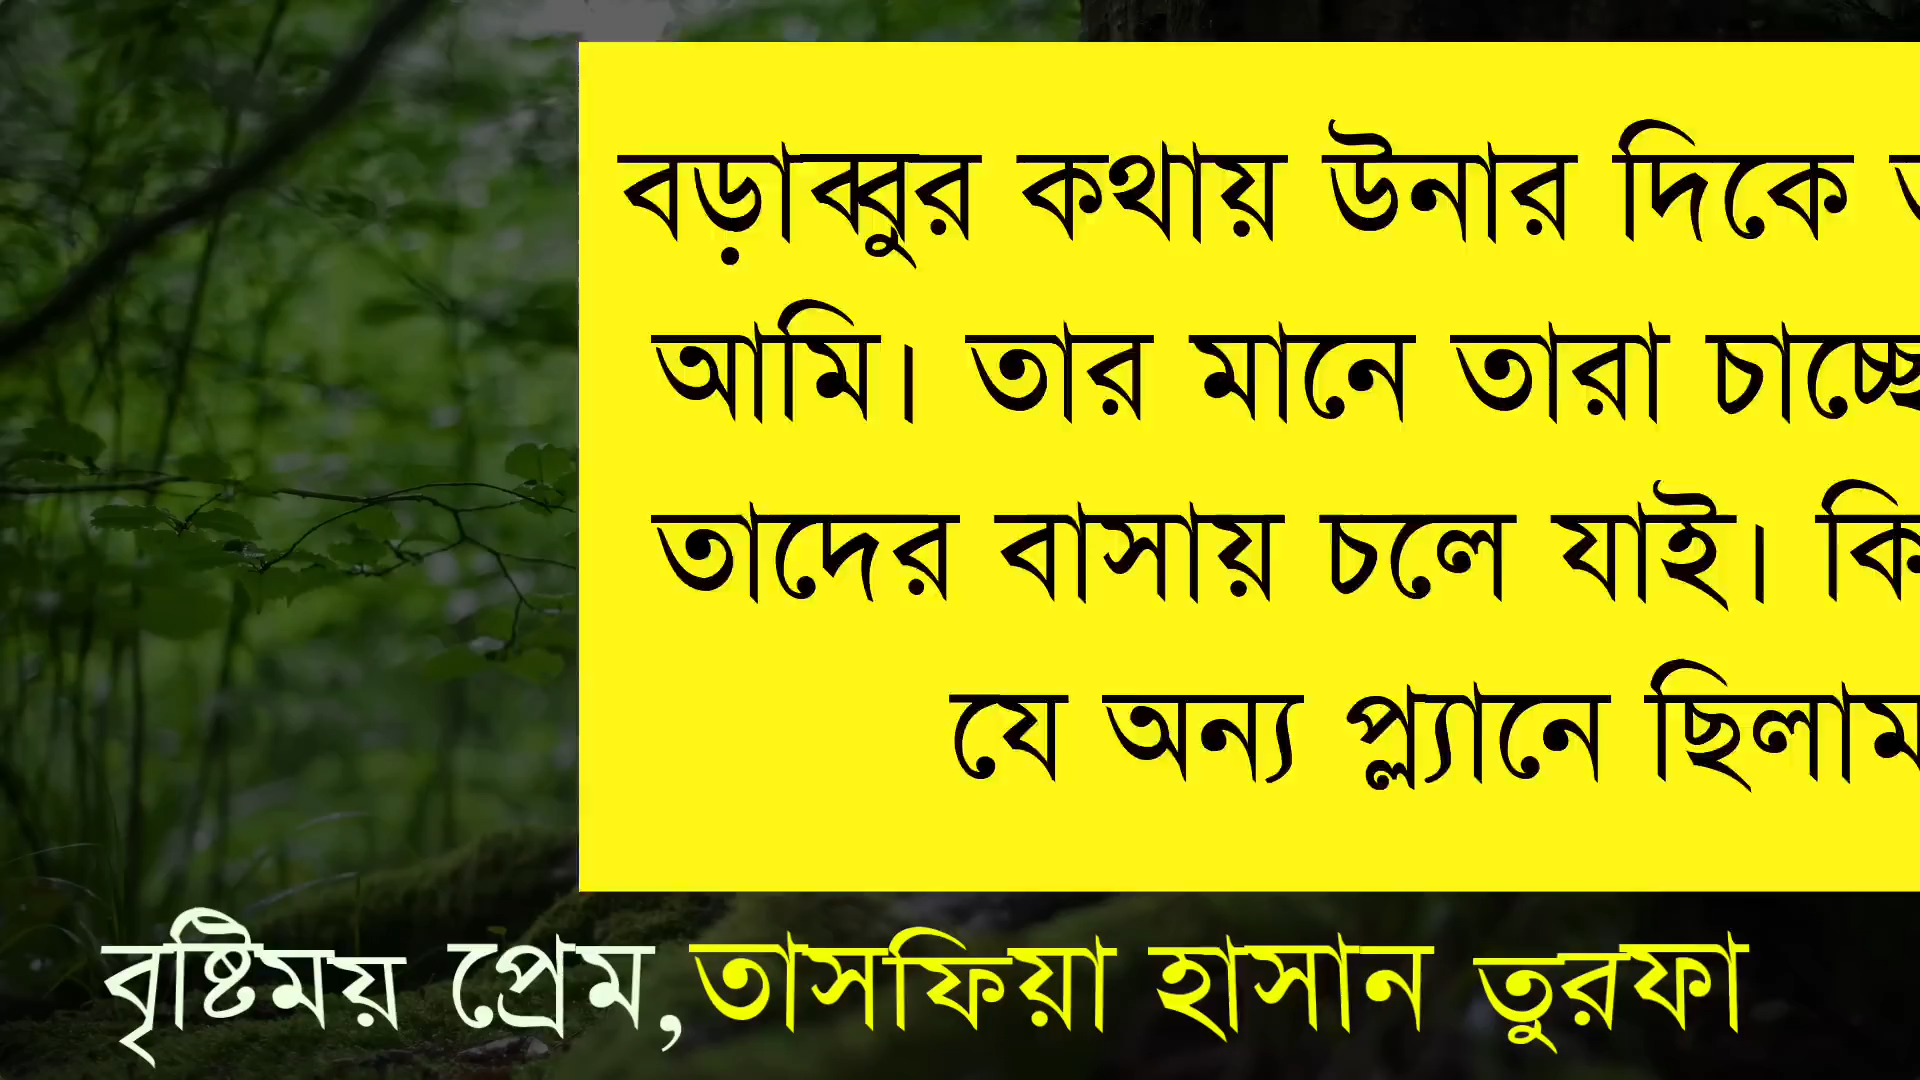 বড়াব্বুর কথায় উনার দিকে
আমি। তার মানে তারা
তাদের বাসায় চলে যাই।
যে অন্য প্ল্যানে ছিলাম
বৃষ্টিময় প্রেম,তাসফিয়া হাসান তুরফা